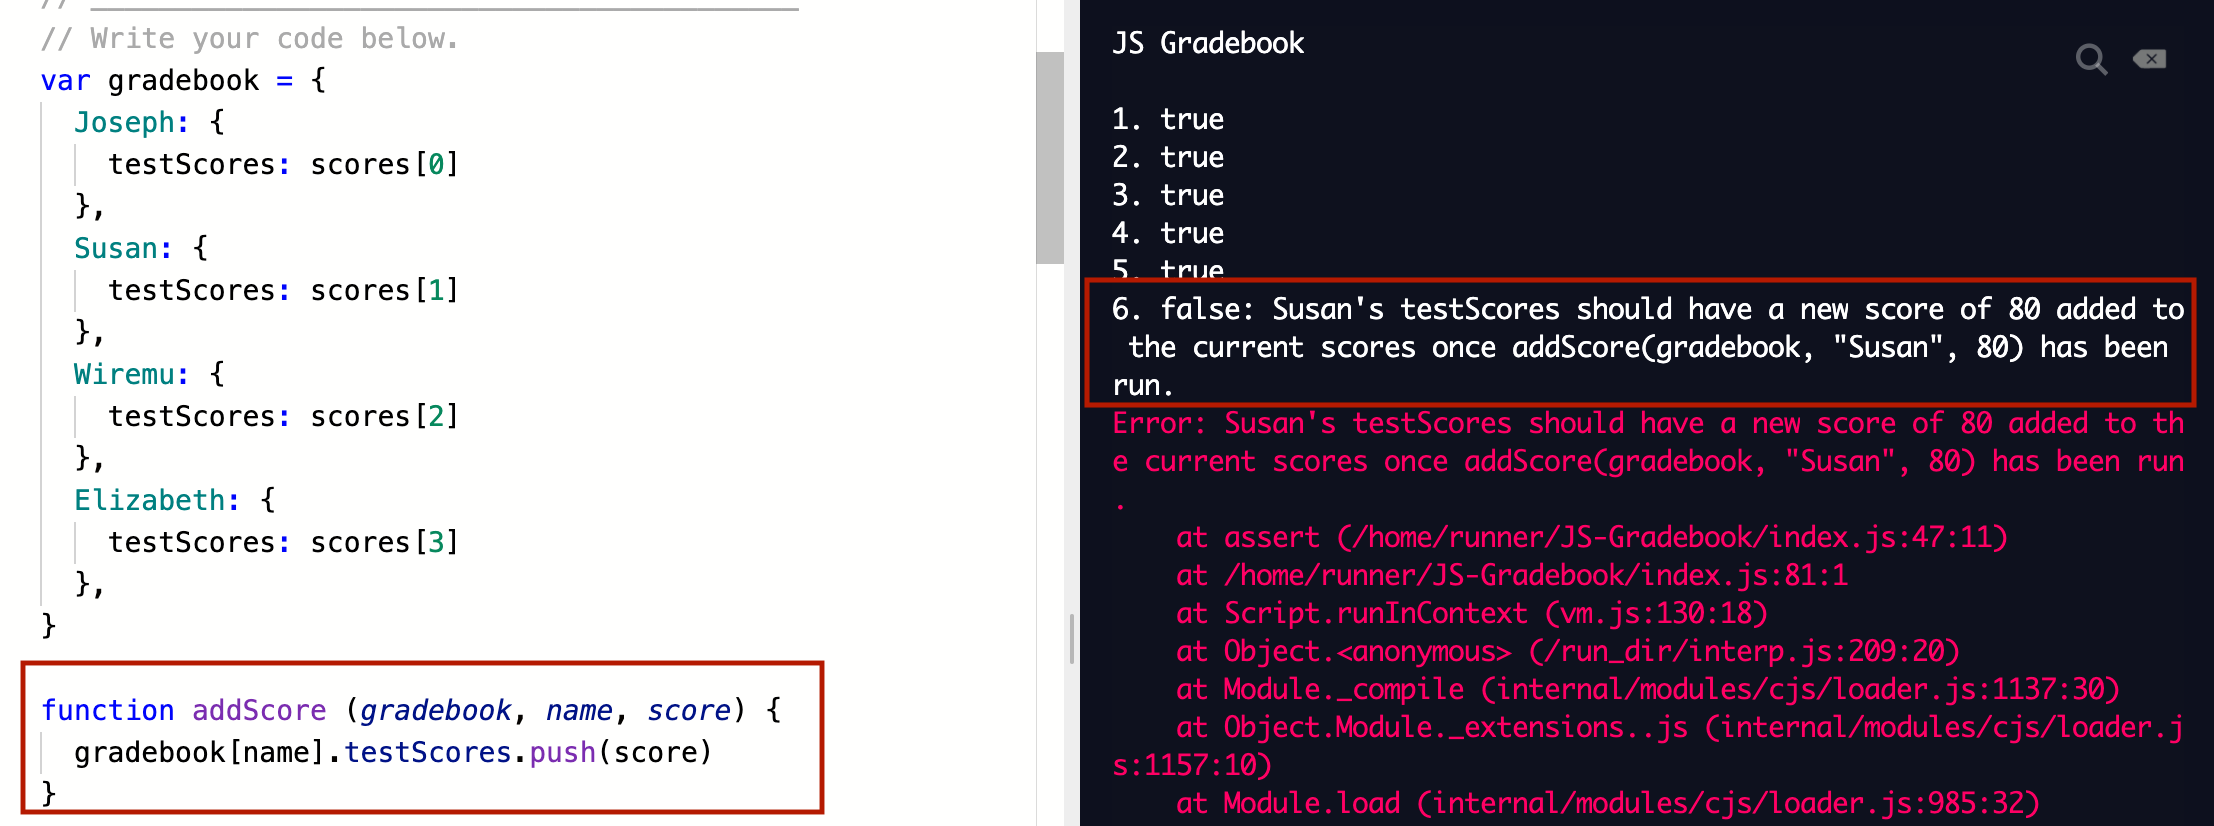 // __________________________________________
// Write your code below.
var gradebook = {
  Joseph: {
    testScores: scores[0]
  },
  Susan: {
    testScores: scores[1]
  },
  Wiremu: {
    testScores: scores[2]
  },
  Elizabeth: {
    testScores: scores[3]
  },
}
function addScore (gradebook, name, score) {
  gradebook[name].testScores.push(score)
}
JS Gradebook
1. true
2. true
3. true
4. true
5. true
6. false: Susan's testScores should have a new score of 80 added to
 the current scores once addScore(gradebook, "Susan", 80) has been
run.
Error: Susan's testScores should have a new score of 80 added to th
e current scores once addScore(gradebook, "Susan", 80) has been run
.
    at assert (/home/runner/JS-Gradebook/index.js:47:11)
    at /home/runner/JS-Gradebook/index.js:81:1
    at Script.runInContext (vm.js:130:18)
    at Object.<anonymous> (/run_dir/interp.js:209:20)
    at Module._compile (internal/modules/cjs/loader.js:1137:30)
    at Object.Module._extensions..js (internal/modules/cjs/loader.j
s:1157:10)
    at Module.load (internal/modules/cjs/loader.js:985:32)